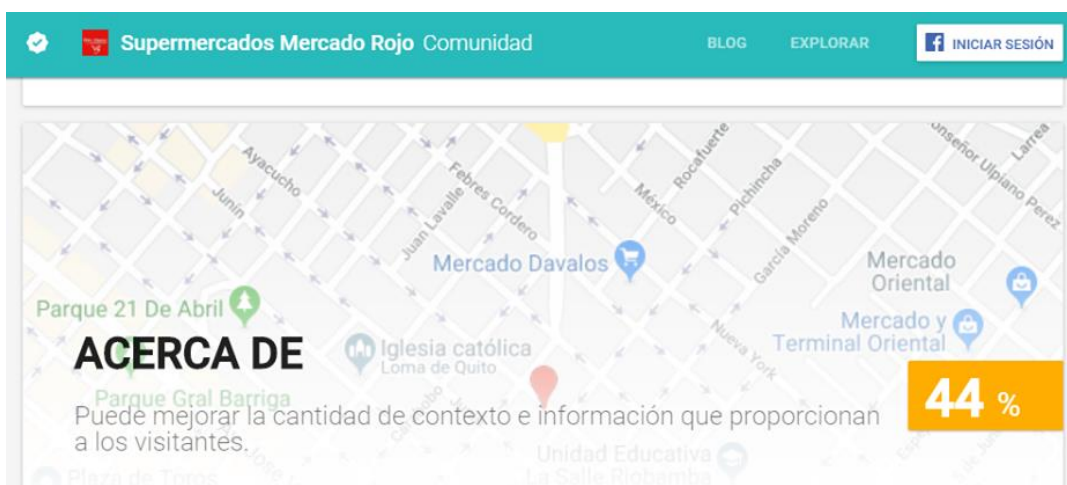 Supermercados Mercado Rojo Comunidad
BLOG
EXPLORAR
INICIAR SESIÓN
Ayacucho
Junín
Juan Lavalle
Febres Cordero
México
Rocafuerte
Pichincha
García Moreno
onseñor Ulpiano Perez
Larrea
Mercado Davalos
Mercado
Oriental
Parque 21 De Abril
Mercado y
Terminal Oriental
Nueva York
ACERCA DE
Iglesia católica
Loma de Quito
44 %
Parque Gral Barriga
Puede mejorar la cantidad de contexto e información que proporcionan
a los visitantes.
Unidad Educativa
La Salle Riobamba
Plaza de Toros